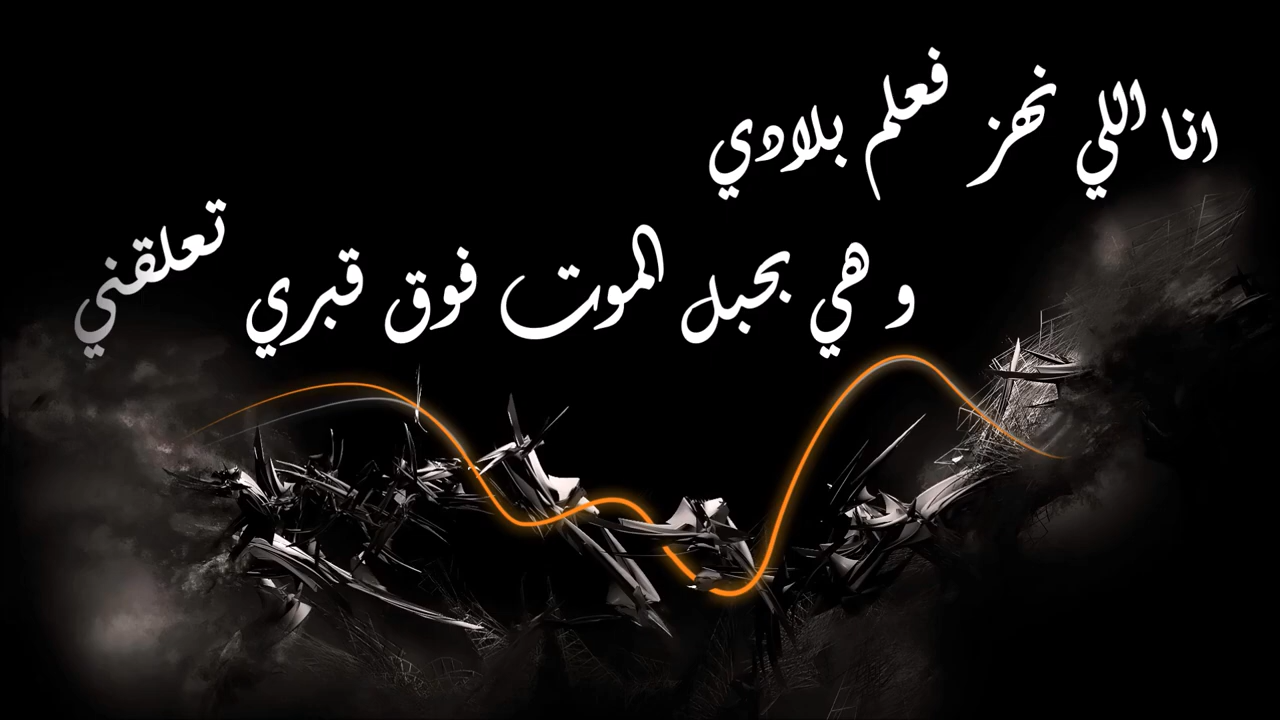 انا اللي نهز فعلم بلادي
و هي بحبل الموت فوق قبري تعلقني